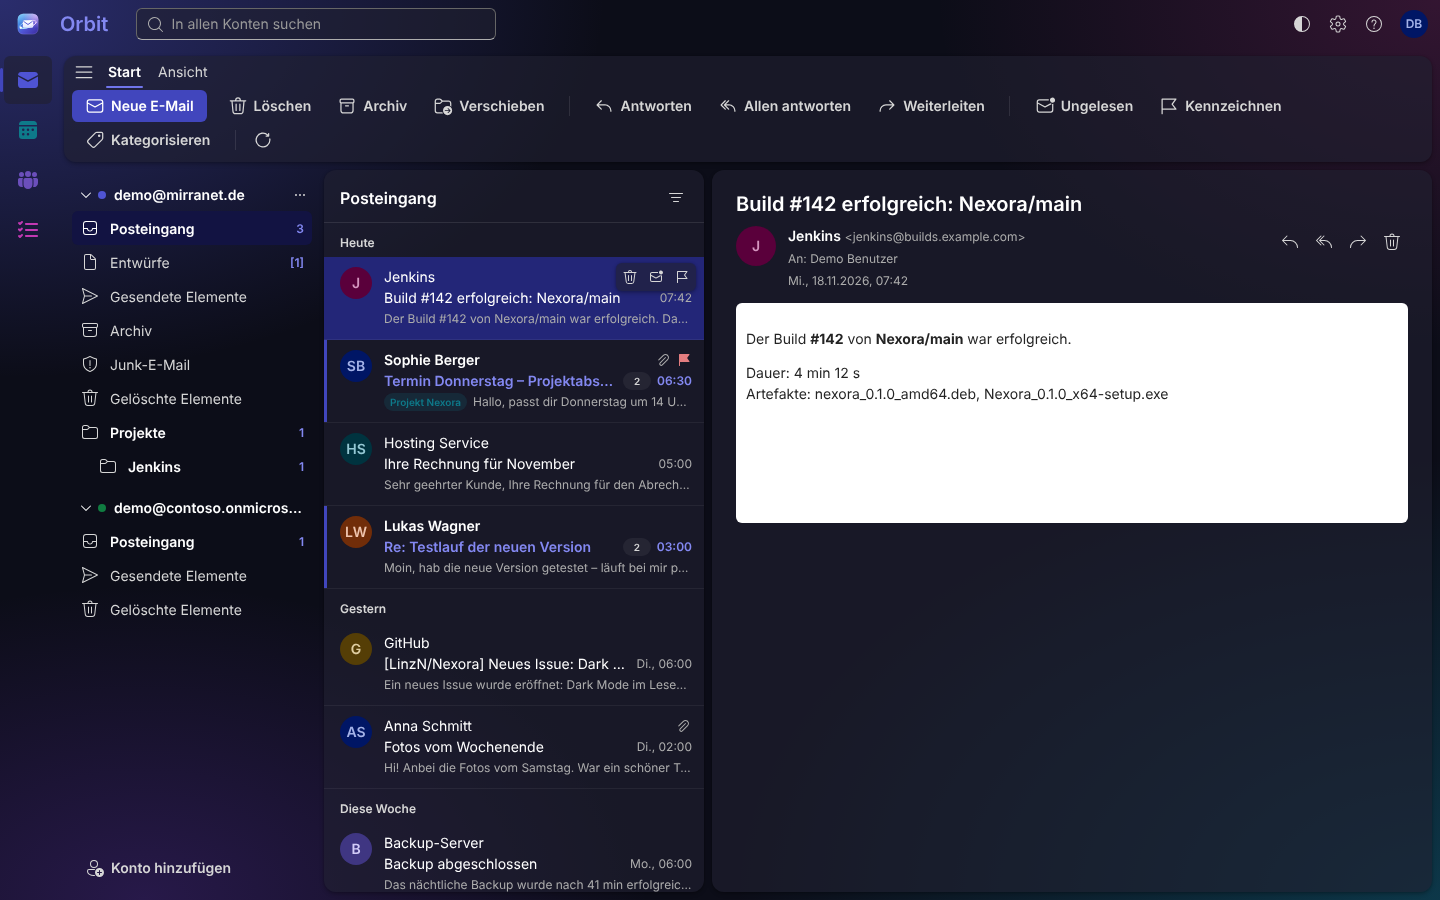 Orbit
In allen Konten suchen
DB
Start Ansicht
Neue E-Mail Löschen Archiv Verschieben Antworten Allen antworten Weiterleiten Ungelesen Kennzeichnen
Kategorisieren
demo@mirranet.de ...
Posteingang 3
Entwürfe [1]
Gesendete Elemente
Archiv
Junk-E-Mail
Gelöschte Elemente
Projekte 1
Jenkins 1
demo@contoso.onmicros...
Posteingang 1
Gesendete Elemente
Gelöschte Elemente
Konto hinzufügen
Posteingang
Heute
J
Jenkins
Build #142 erfolgreich: Nexora/main 07:42
Der Build #142 von Nexora/main war erfolgreich. Da...
SB
Sophie Berger
Termin Donnerstag – Projektabs... 2 06:30
Projekt Nexora Hallo, passt dir Donnerstag um 14 U...
HS
Hosting Service
Ihre Rechnung für November 05:00
Sehr geehrter Kunde, Ihre Rechnung für den Abrech...
LW
Lukas Wagner
Re: Testlauf der neuen Version 2 03:00
Moin, hab die neue Version getestet – läuft bei mir p...
Gestern
G
GitHub
[LinzN/Nexora] Neues Issue: Dark ... Di., 06:00
Ein neues Issue wurde eröffnet: Dark Mode im Lese...
AS
Anna Schmitt
Fotos vom Wochenende Di., 02:00
Hi! Anbei die Fotos vom Samstag. War ein schöner T...
Diese Woche
B
Backup-Server
Backup abgeschlossen Mo., 06:00
Das nächtliche Backup wurde nach 41 min erfolgreic...
Build #142 erfolgreich: Nexora/main
J
Jenkins <jenkins@builds.example.com>
An: Demo Benutzer
Mi., 18.11.2026, 07:42
Der Build #142 von Nexora/main war erfolgreich.
Dauer: 4 min 12 s
Artefakte: nexora_0.1.0_amd64.deb, Nexora_0.1.0_x64-setup.exe